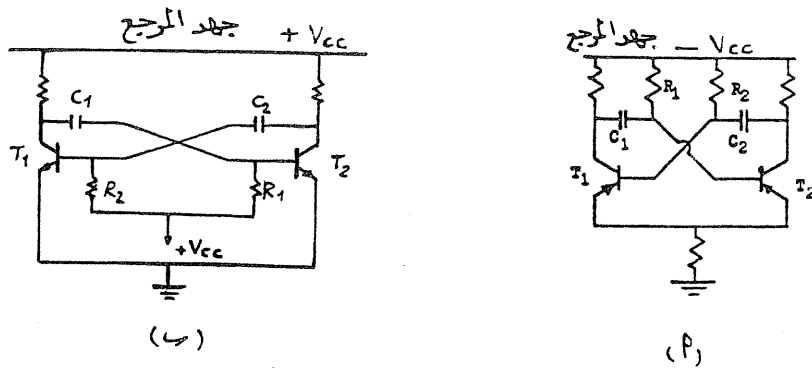 جهد المرجع + Vcc
C1
C2
T1
T2
R2
R1
+Vcc
(ب)
جهد المرجع − Vcc
R1
R2
C1
C2
T1
T2
(أ)